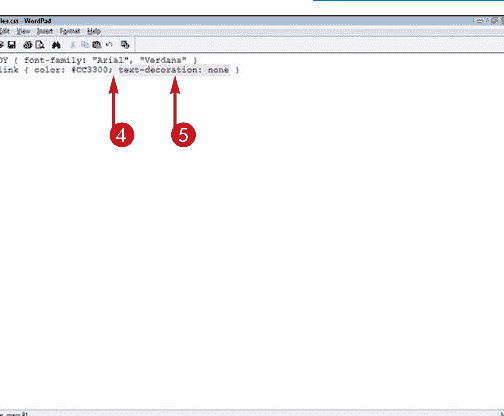 les.css - WordPad
Edit View Insert Format Help
DY { font-family: "Arial", "Verdana" }
link { color: #CC3300; text-decoration: none }
4 5